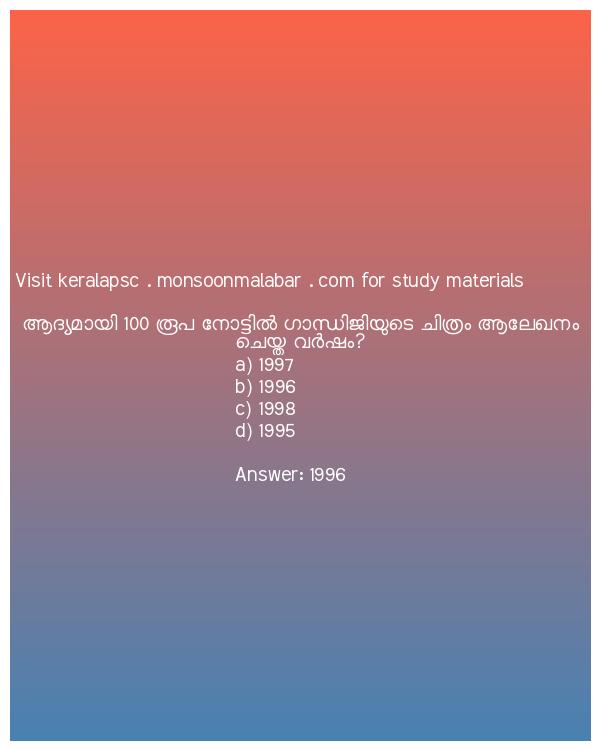 Visit keralapsc . monsoonmalabar . com for study materials
ആദ്യമായി 100 രൂപ നോട്ടിൽ ഗാന്ധിജിയുടെ ചിത്രം ആലേഖനം
ചെയ്ത വർഷം?
a) 1997
b) 1996
c) 1998
d) 1995
Answer: 1996